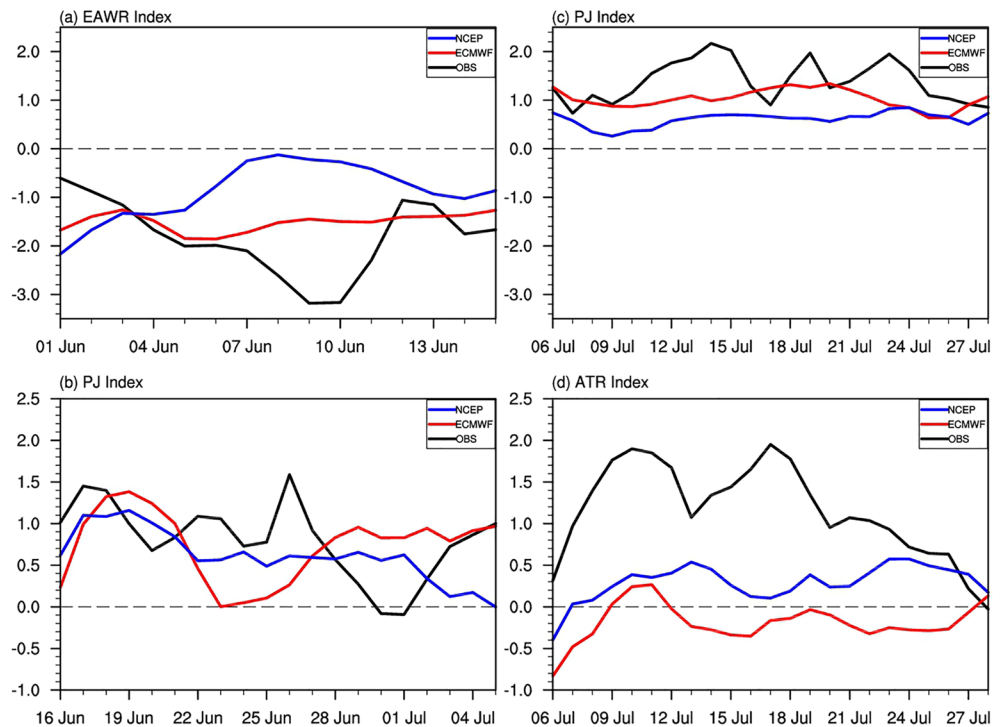 (a) EAWR Index
NCEP
ECMWF
OBS
2.0
1.0
0.0
-1.0
-2.0
-3.0
01 Jun 04 Jun 07 Jun 10 Jun 13 Jun
(c) PJ Index
NCEP
ECMWF
OBS
2.0
1.0
0.0
-1.0
-2.0
-3.0
06 Jul 09 Jul 12 Jul 15 Jul 18 Jul 21 Jul 24 Jul 27 Jul
(b) PJ Index
NCEP
ECMWF
OBS
2.5
2.0
1.5
1.0
0.5
0.0
-0.5
-1.0
16 Jun 19 Jun 22 Jun 25 Jun 28 Jun 01 Jul 04 Jul
(d) ATR Index
NCEP
ECMWF
OBS
2.5
2.0
1.5
1.0
0.5
0.0
-0.5
-1.0
06 Jul 09 Jul 12 Jul 15 Jul 18 Jul 21 Jul 24 Jul 27 Jul